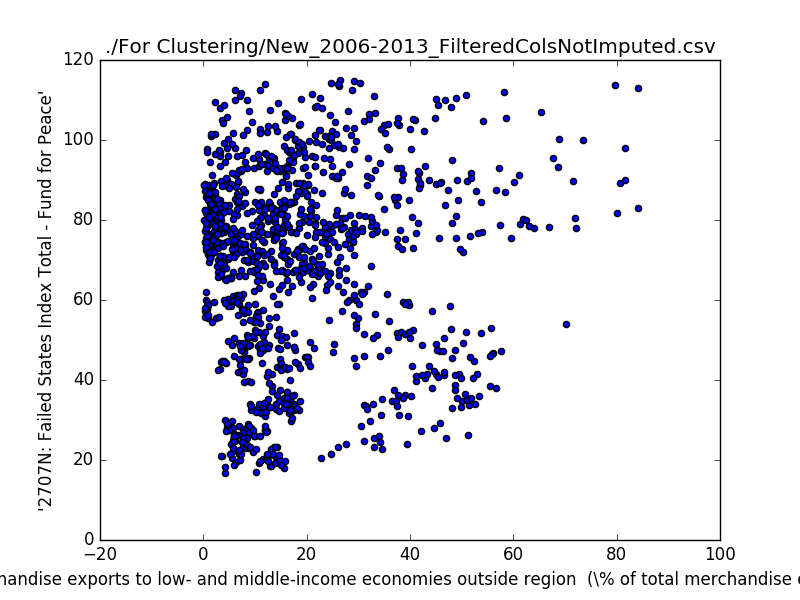 ./For Clustering/New_2006-2013_FilteredColsNotImputed.csv
120
100
80
60
40
20
0
'2707N: Failed States Index Total - Fund for Peace'
−20 0 20 40 60 80 100
exports to low- and middle-income economies outside region (\% of total merchandise